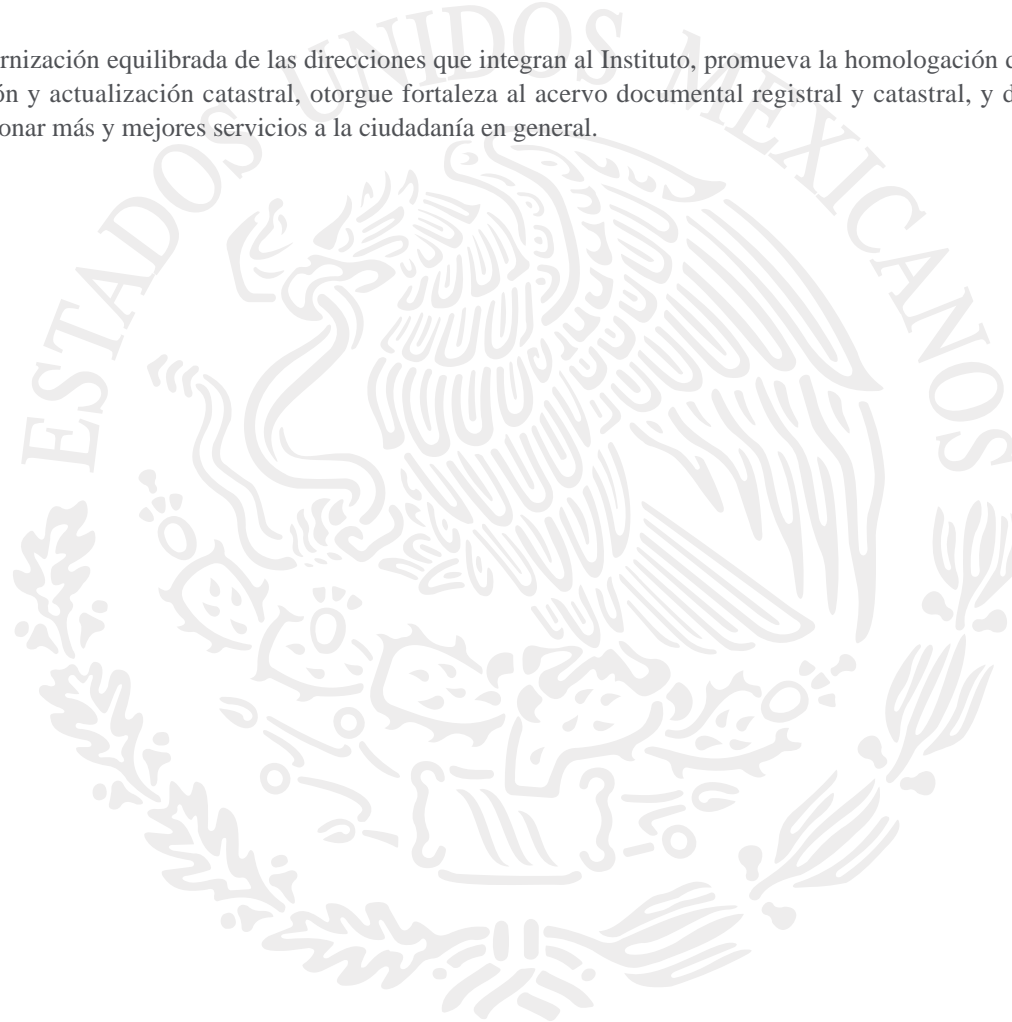 rnización equilibrada de las direcciones que integran al Instituto, promueva la homologación
ón y actualización catastral, otorgue fortaleza al acervo documental registral y catastral, y
onar más y mejores servicios a la ciudadanía en general.
ESTADOS UNIDOS MEXICANOS